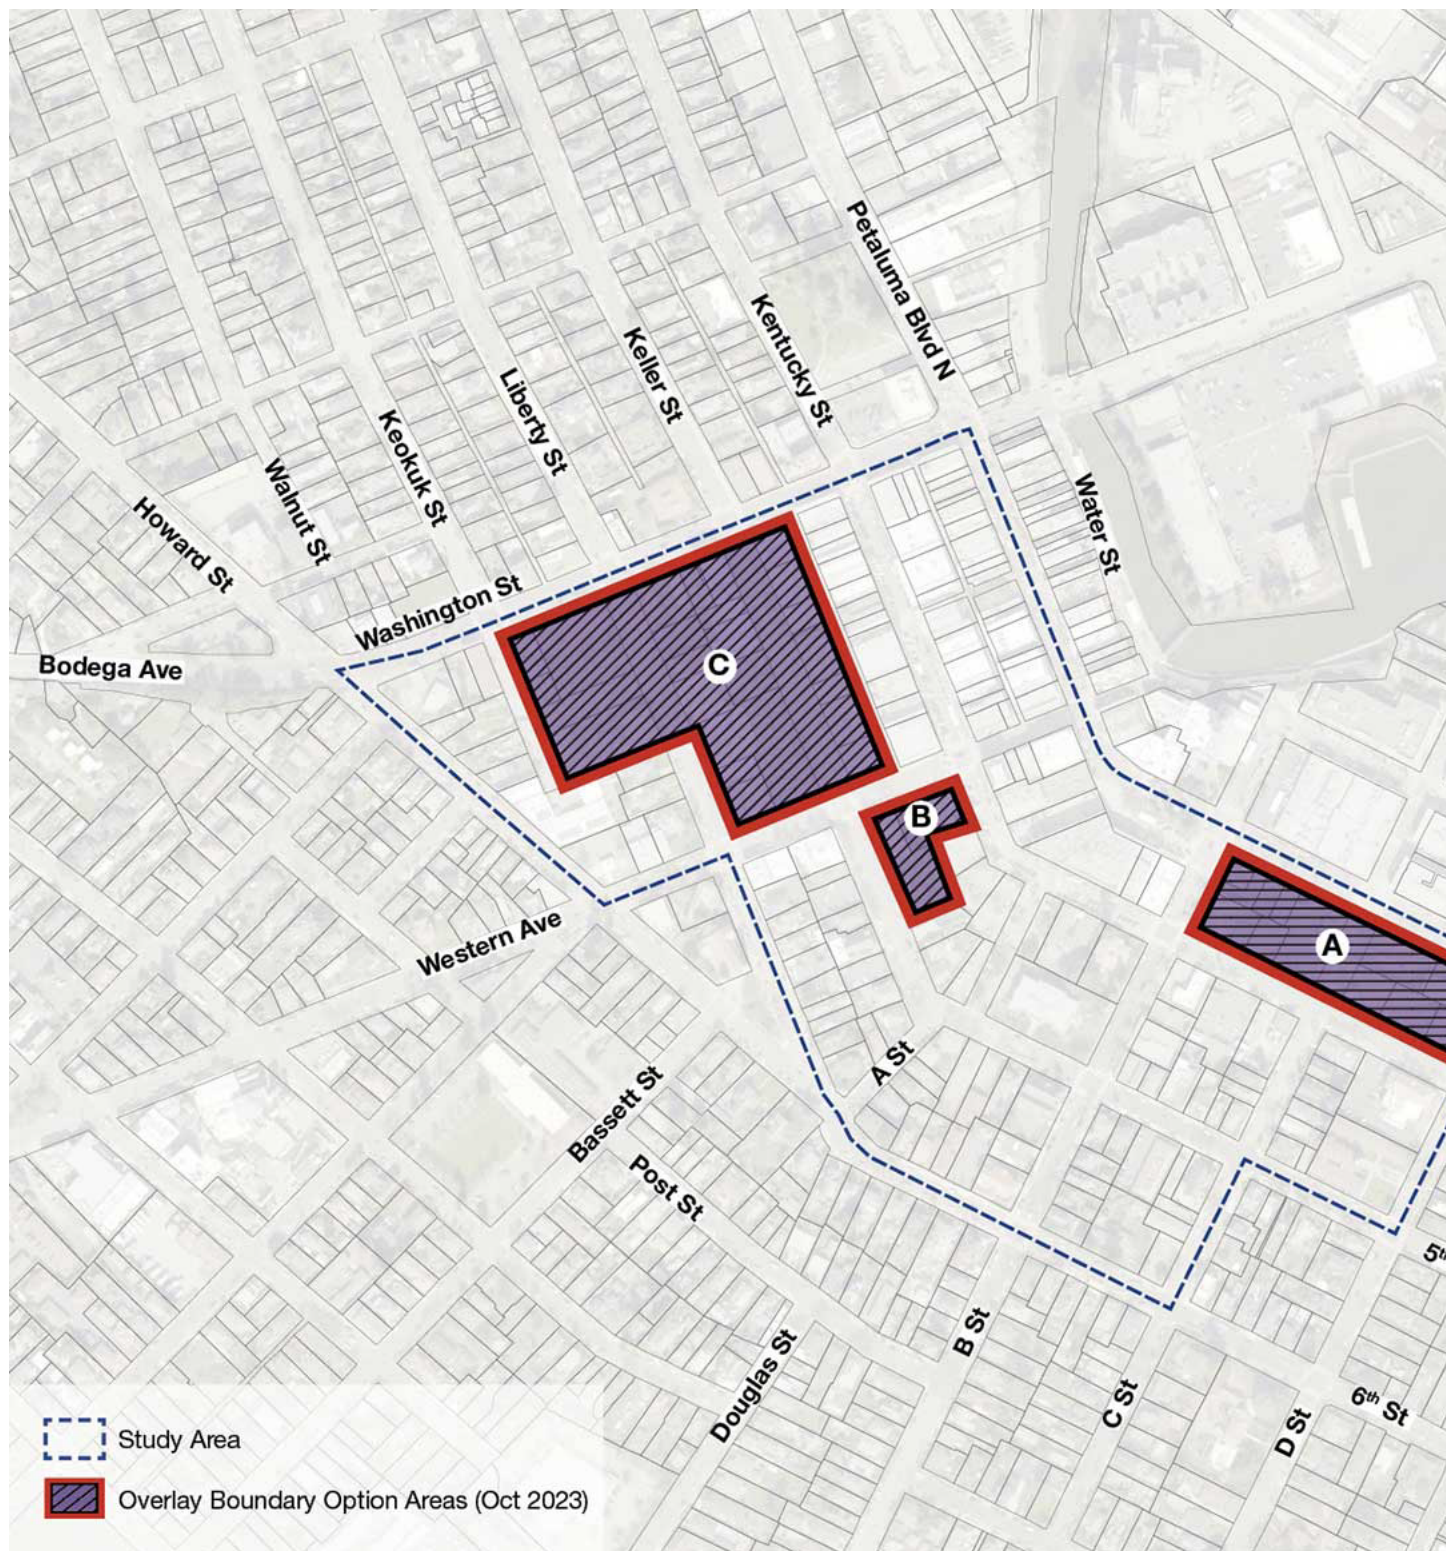 Petaluma Blvd N
Kentucky St
Keller St
Liberty St
Keokuk St
Walnut St
Howard St
Water St
Washington St
Bodega Ave
C
B
A
Western Ave
A St
Bassett St
Post St
5th
B St
Douglas St
C St
6th St
D St
Study Area
Overlay Boundary Option Areas (Oct 2023)